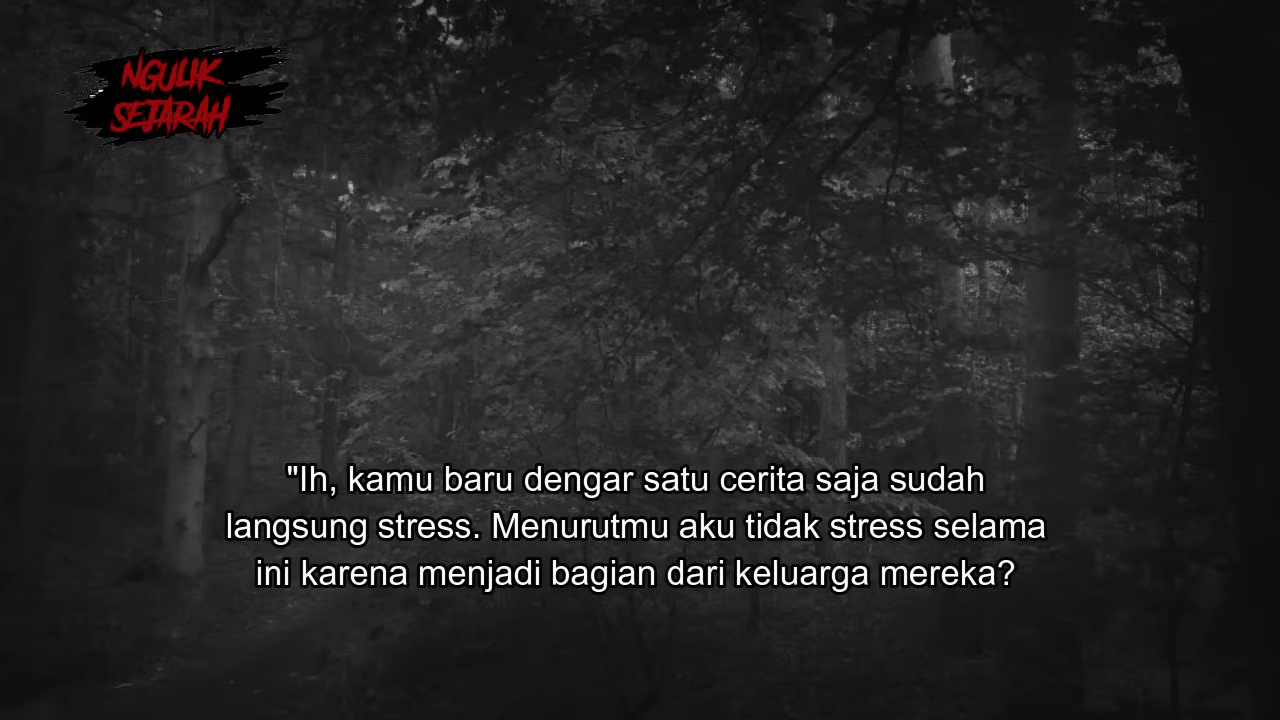 NGULIK
SEJARAH
"Ih, kamu baru dengar satu cerita saja sudah
langsung stress. Menurutmu aku tidak stress selama
ini karena menjadi bagian dari keluarga mereka?